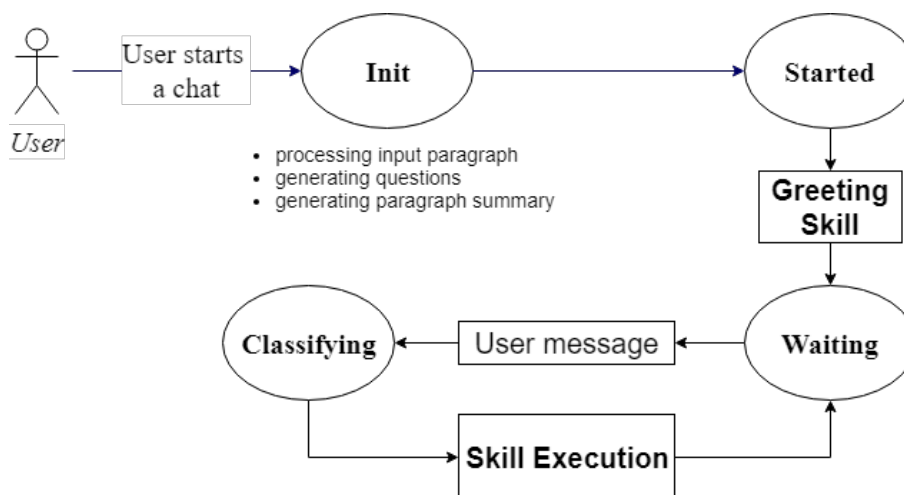 User starts
a chat
Init
Started
User
• processing input paragraph
• generating questions
• generating paragraph summary
Greeting
Skill
Classifying
User message
Waiting
Skill Execution